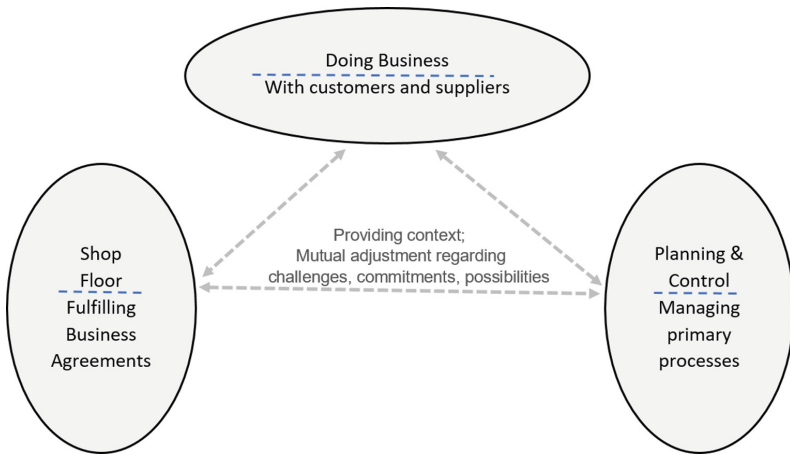 Doing Business
With customers and suppliers
Providing context;
Mutual adjustment regarding
challenges, commitments, possibilities
Shop
Floor
Fulfilling
Business
Agreements
Planning &
Control
Managing
primary
processes